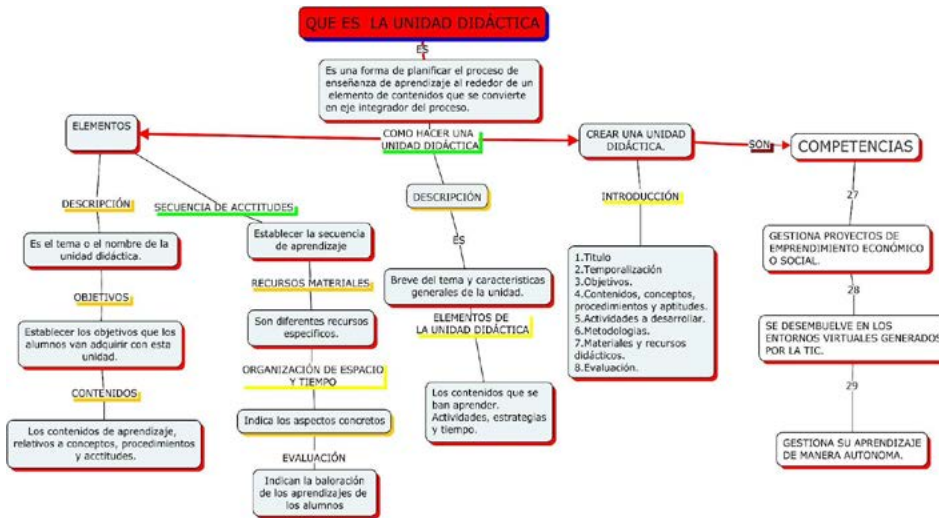 QUE ES LA UNIDAD DIDÁCTICA
ES
Es una forma de planificar el proceso de
enseñanza de aprendizaje al rededor de un
elemento de contenidos que se convierte
en eje integrador del proceso.
COMO HACER UNA
UNIDAD DIDÁCTICA
ELEMENTOS
DESCRIPCIÓN
Es el tema o el nombre de la
unidad didáctica.
OBJETIVOS
Establecer los objetivos que los
alumnos van adquirir con esta
unidad.
CONTENIDOS
Los contenidos de aprendizaje,
relativos a conceptos, procedimientos
y acctitudes.
SECUENCIA DE ACCTITUDES
Establecer la secuencia
de aprendizaje
RECURSOS MATERIALES
Son diferentes recursos
especificos.
ORGANIZACIÓN DE ESPACIO
Y TIEMPO
Indica los aspectos concretos
EVALUACIÓN
Indican la baloración
de los aprendizajes de
los alumnos
DESCRIPCIÓN
ES
Breve del tema y caracteristicas
generales de la unidad.
ELEMENTOS DE
LA UNIDAD DIDÁCTICA
Los contenidos que se
ban aprender.
Actividades, estrategias
y tiempo.
CREAR UNA UNIDAD
DIDÁCTICA.
INTRODUCCIÓN
1.Titulo
2.Temporalización
3.Objetivos.
4.Contenidos, conceptos,
procedimientos y aptitudes.
5.Actividades a desarrollar.
6.Metodologias.
7.Materiales y recursos
didácticos.
8.Evaluación.
SON
COMPETENCIAS
27
GESTIONA PROYECTOS DE
EMPRENDIMIENTO ECONÓMICO
O SOCIAL.
28
SE DESEMBUELVE EN LOS
ENTORNOS VIRTUALES GENERADOS
POR LA TIC.
29
GESTIONA SU APRENDIZAJE
DE MANERA AUTONOMA.